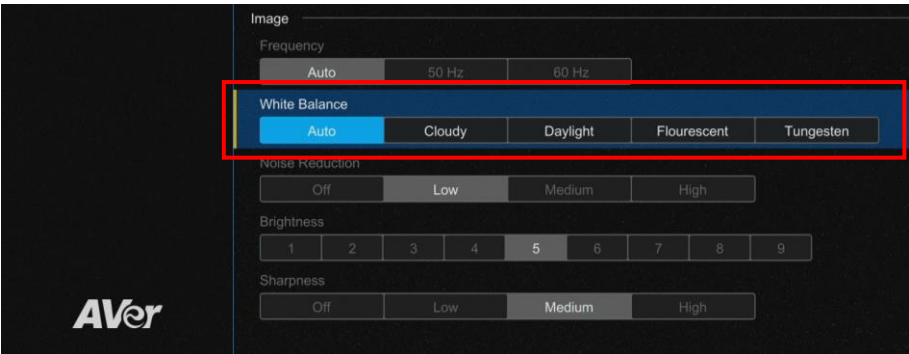 Image
Frequency
Auto 50 Hz 60 Hz
White Balance
Auto Cloudy Daylight Flourescent Tungesten
Noise Reduction
Off Low Medium High
Brightness
1 2 3 4 5 6 7 8 9
Sharpness
Off Low Medium High
AVer